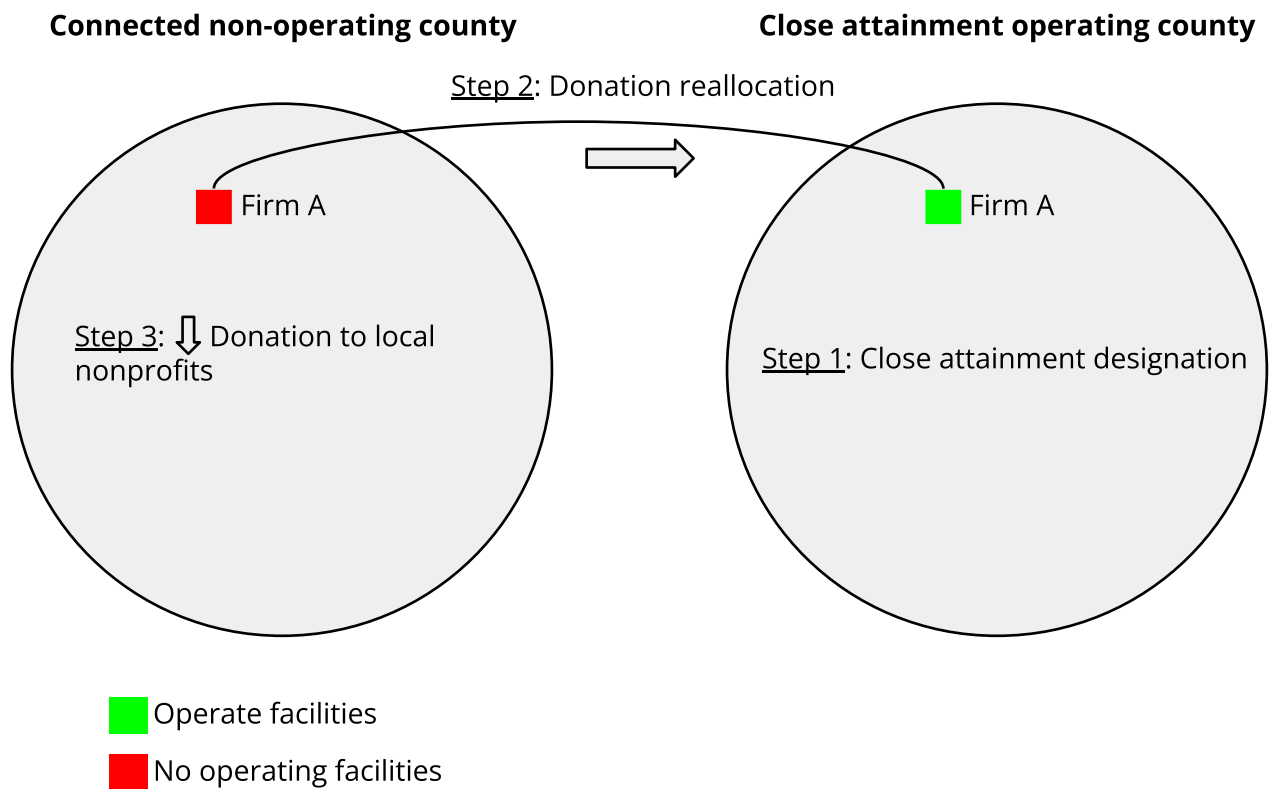 Connected non-operating county
Close attainment operating county
Step 2: Donation reallocation
Firm A
Firm A
Step 3: Donation to local
nonprofits
Step 1: Close attainment designation
Operate facilities
No operating facilities